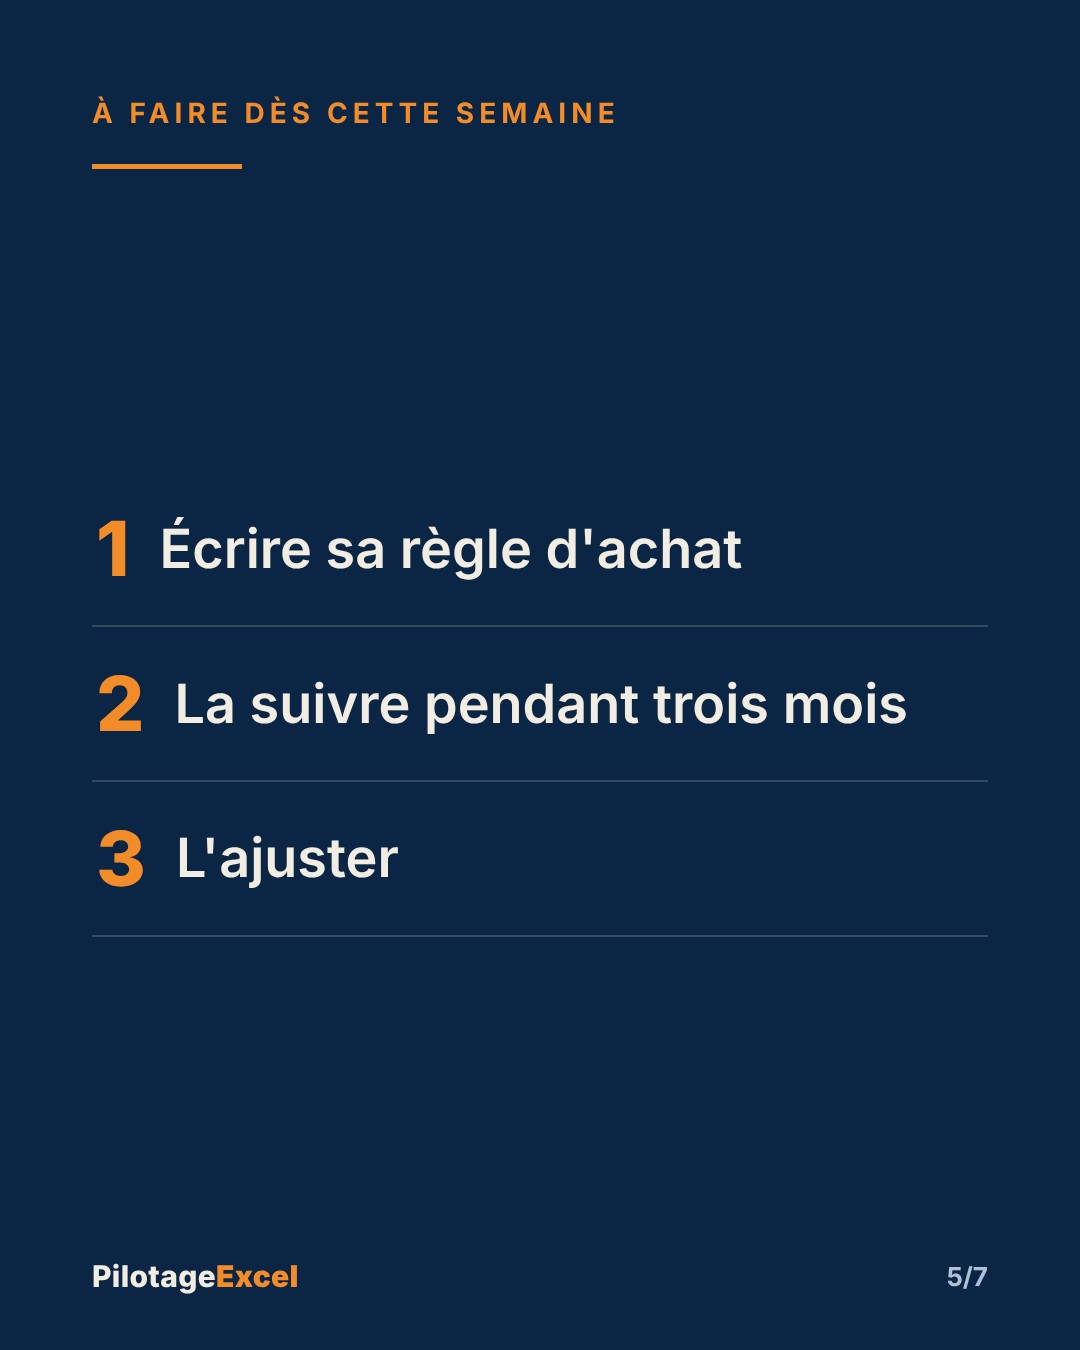 À FAIRE DÈS CETTE SEMAINE
1 Écrire sa règle d'achat
2 La suivre pendant trois mois
3 L'ajuster
PilotageExcel
5/7